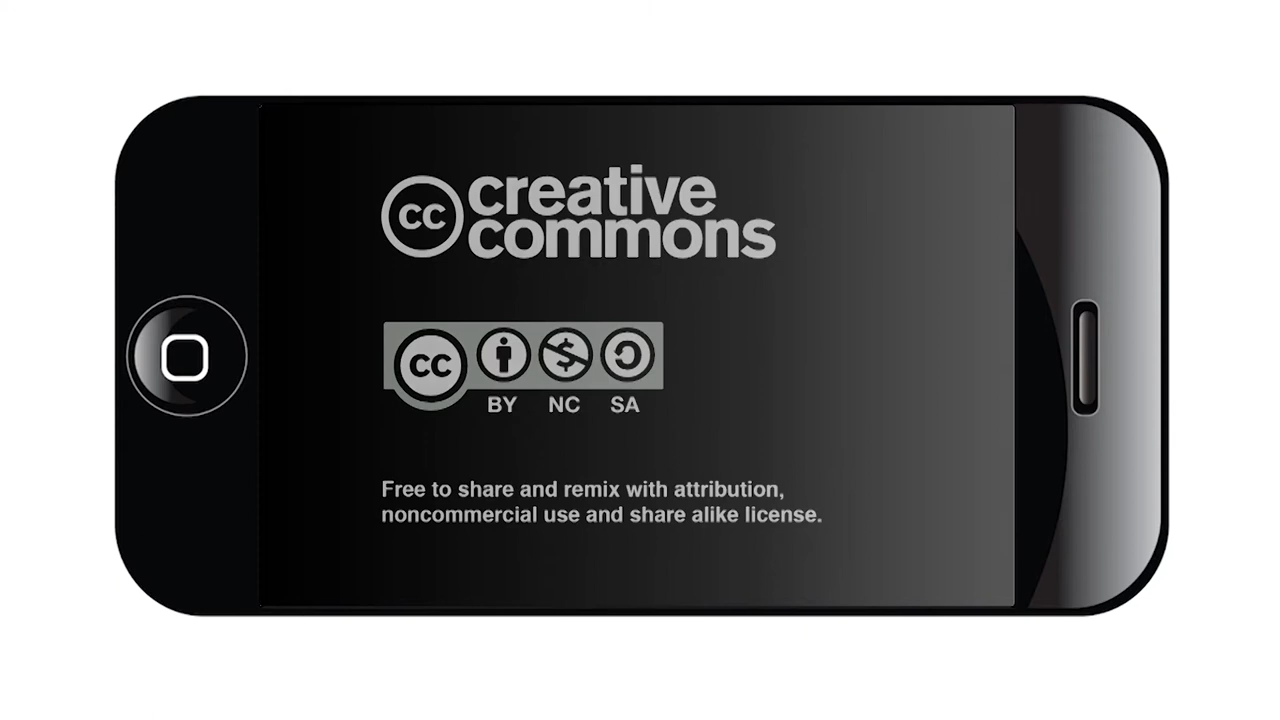 cc creative
commons
cc
BY NC SA
Free to share and remix with attribution,
noncommercial use and share alike license.